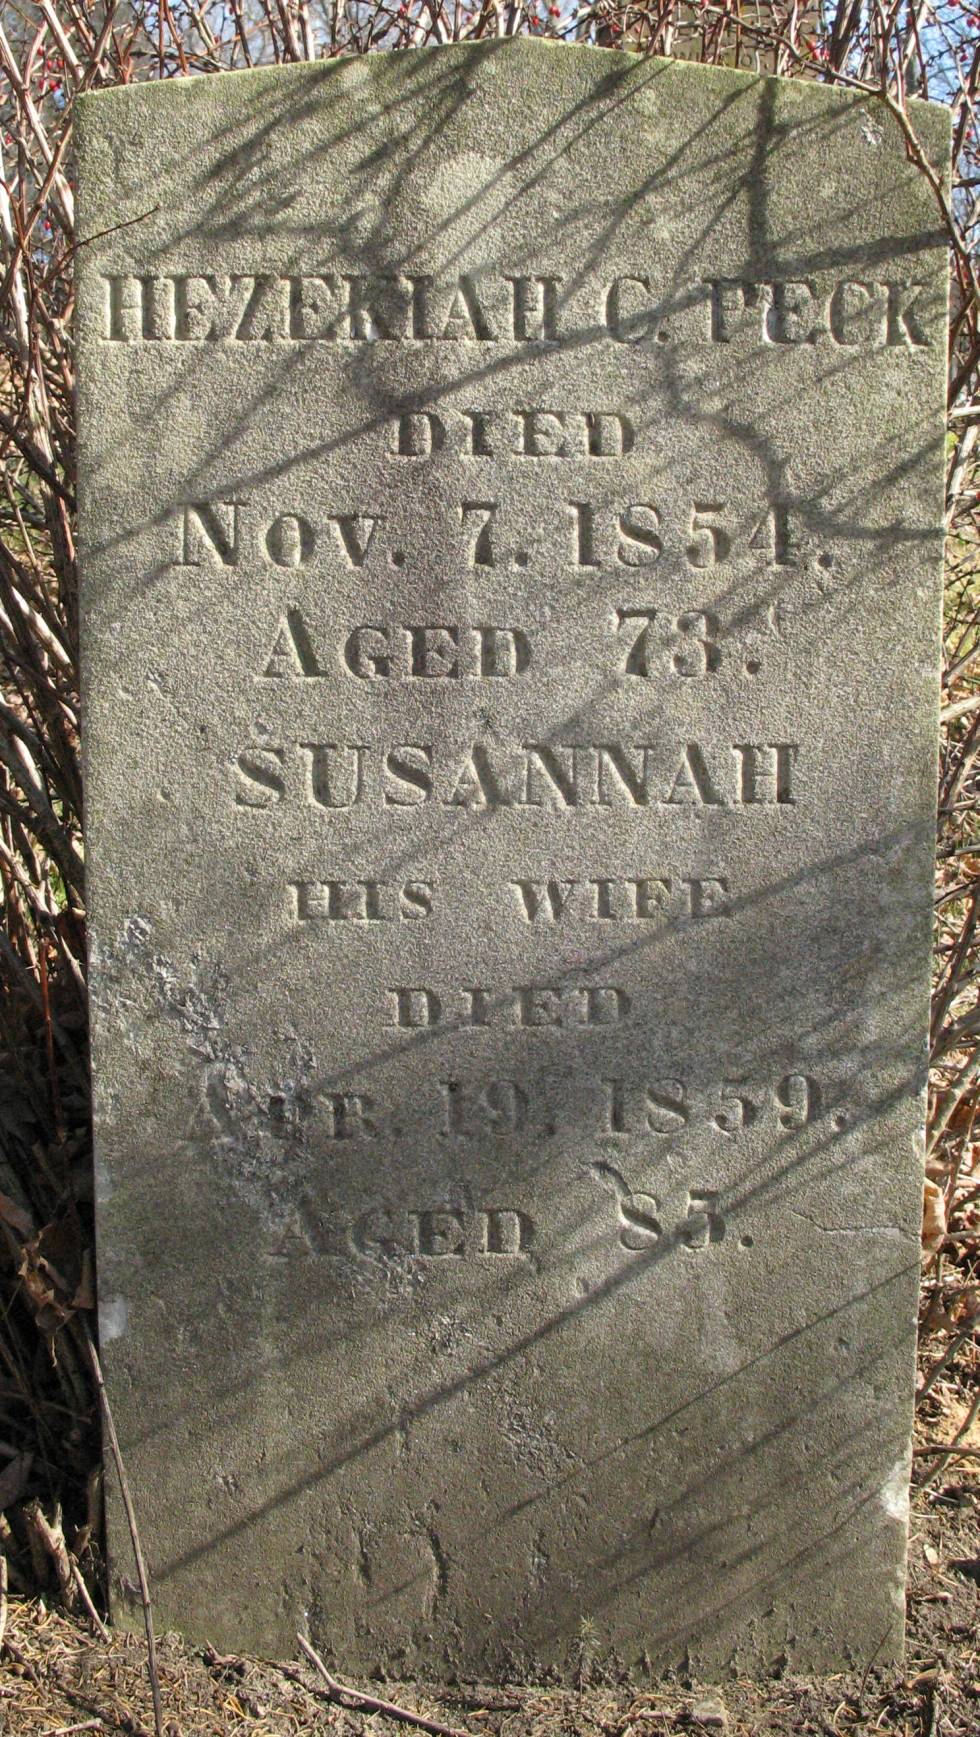 HEZEKIAH C. PECK
DIED
NOV. 7. 1854.
AGED 73.
SUSANNAH
HIS WIFE
DIED
APR. 19, 1859.
AGED 85.